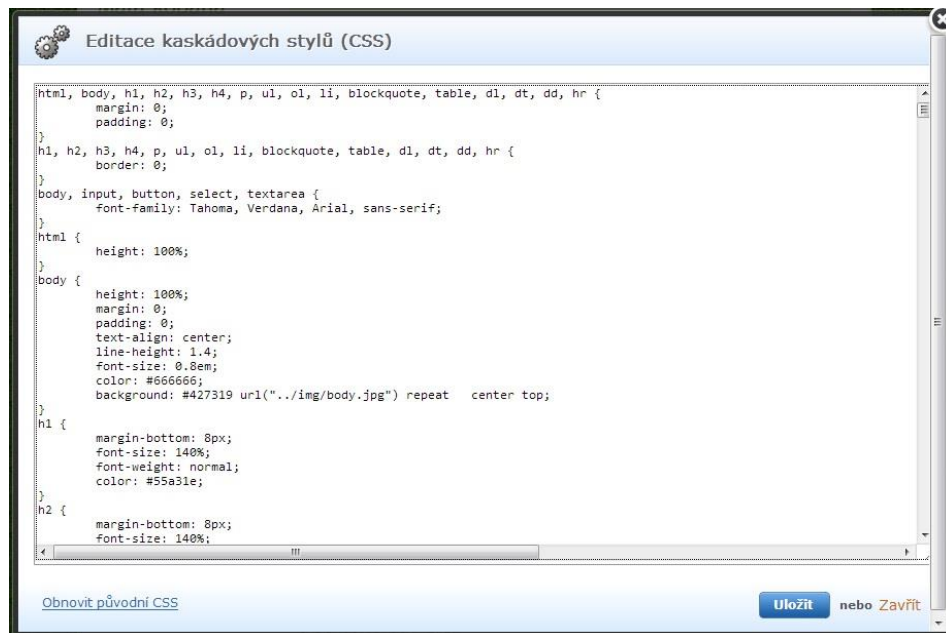 Editace kaskádových stylů (CSS)
html, body, h1, h2, h3, h4, p, ul, ol, li, blockquote, table, dl, dt, dd, hr {
        margin: 0;
        padding: 0;
}
h1, h2, h3, h4, p, ul, ol, li, blockquote, table, dl, dt, dd, hr {
        border: 0;
}
body, input, button, select, textarea {
        font-family: Tahoma, Verdana, Arial, sans-serif;
}
html {
        height: 100%;
}
body {
        height: 100%;
        margin: 0;
        padding: 0;
        text-align: center;
        line-height: 1.4;
        font-size: 0.8em;
        color: #666666;
        background: #427319 url("../img/body.jpg") repeat   center top;
}
h1 {
        margin-bottom: 8px;
        font-size: 140%;
        font-weight: normal;
        color: #55a31e;
}
h2 {
        margin-bottom: 8px;
        font-size: 140%;
Obnovit původní CSS
Uložit nebo Zavřít